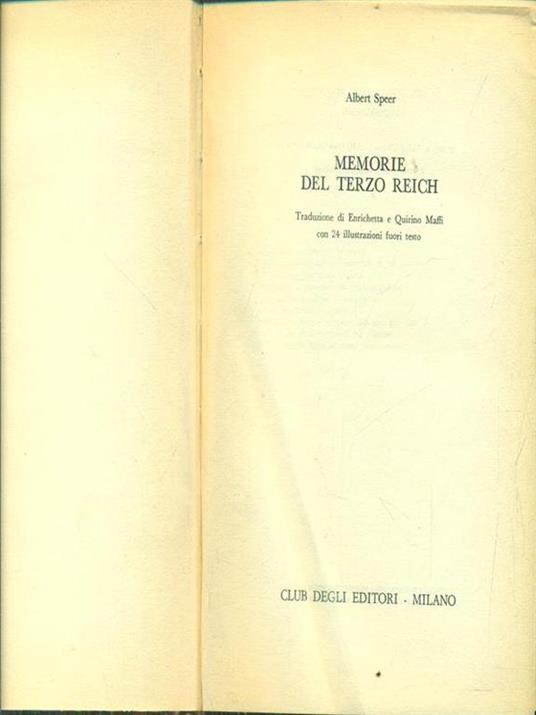 Albert Speer
MEMORIE
DEL TERZO REICH
Traduzione di Enrichetta e Quirino Maffi
con 24 illustrazioni fuori testo
CLUB DEGLI EDITORI - MILANO